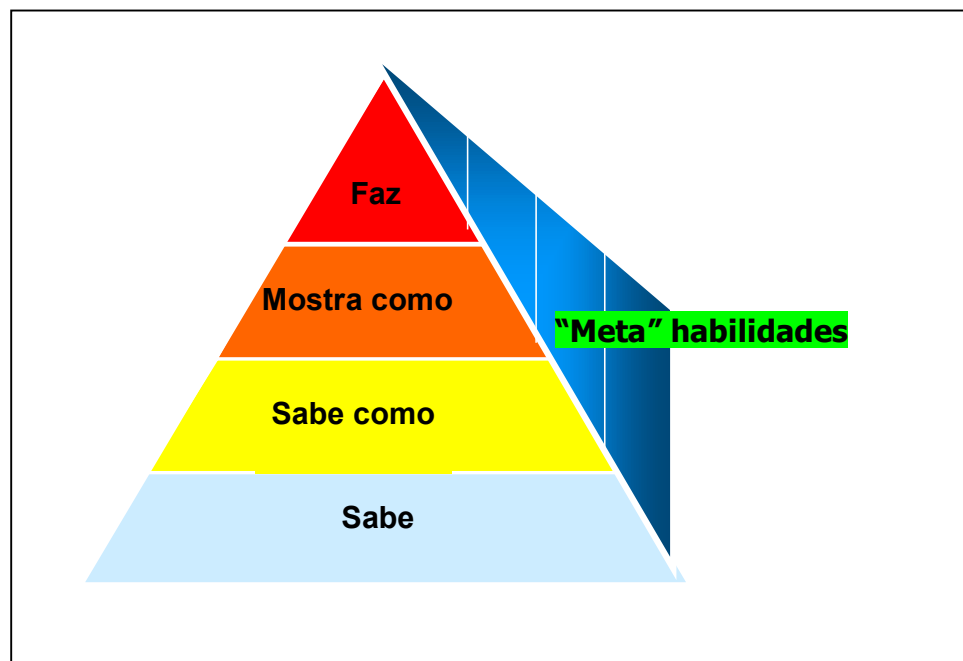 Faz
Mostra como
“Meta” habilidades
Sabe como
Sabe